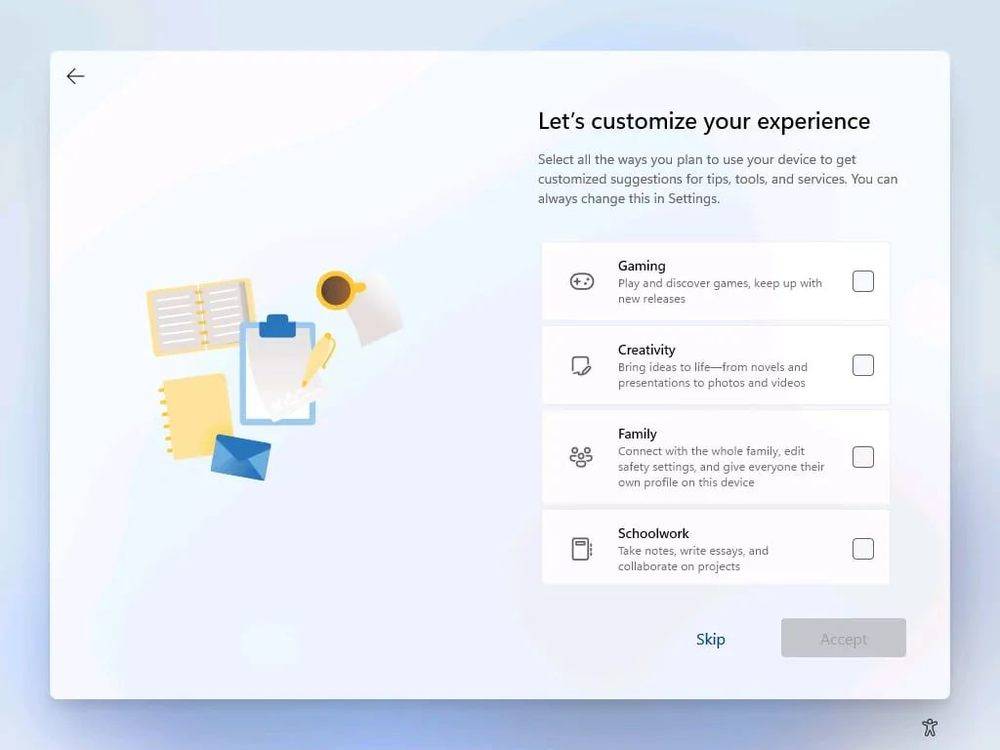 Let's customize your experience
Select all the ways you plan to use your device to get
customized suggestions for tips, tools, and services. You can
always change this in Settings.
Gaming
Play and discover games, keep up with
new releases
Creativity
Bring ideas to life—from novels and
presentations to photos and videos
Family
Connect with the whole family, edit
safety settings, and give everyone their
own profile on this device
Schoolwork
Take notes, write essays, and
collaborate on projects
Skip
Accept